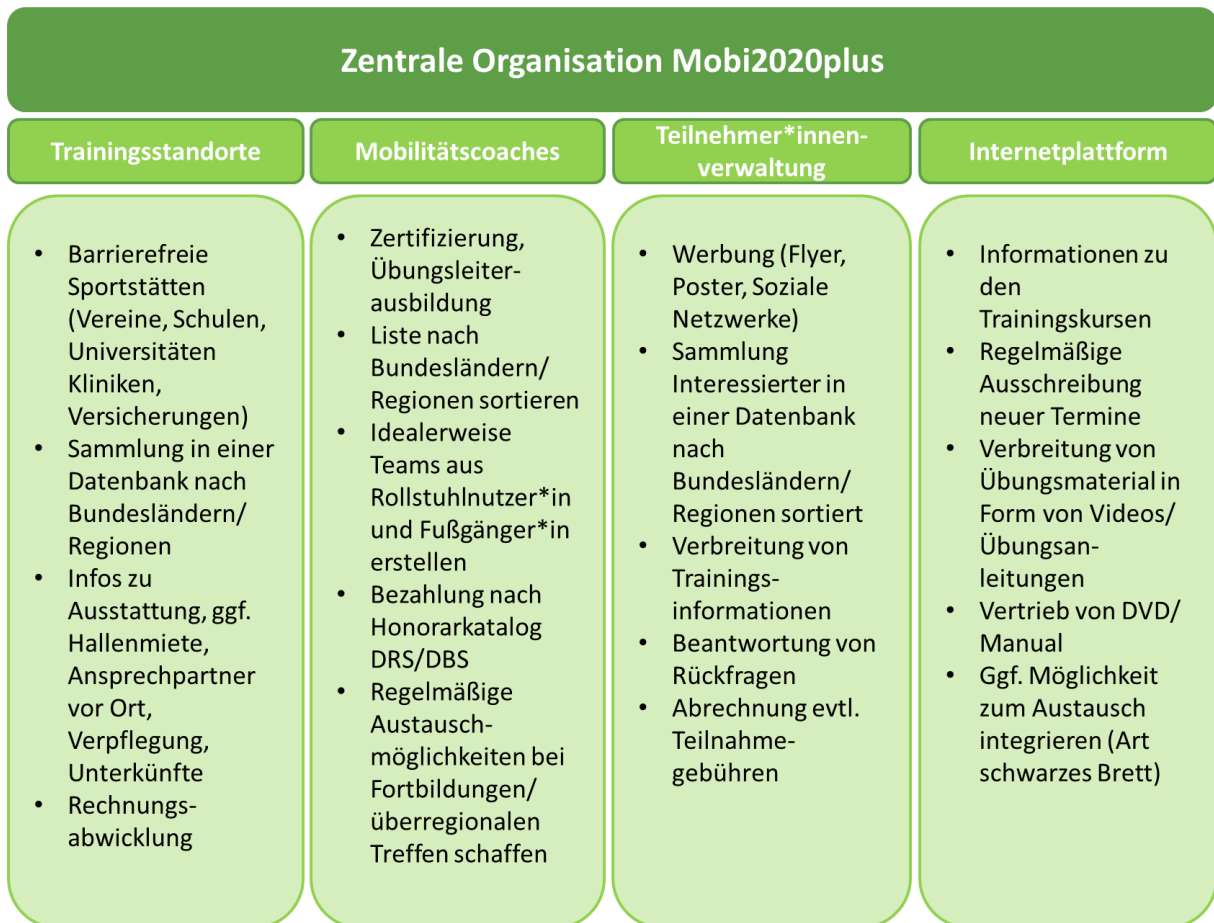 Zentrale Organisation Mobi2020plus
Trainingsstandorte
• Barrierefreie
Sportstätten
(Vereine, Schulen,
Universitäten
Kliniken,
Versicherungen)
• Sammlung in einer
Datenbank nach
Bundesländern/
Regionen
• Infos zu
Ausstattung, ggf.
Hallenmiete,
Ansprechpartner
vor Ort,
Verpflegung,
Unterkünfte
• Rechnungs-
abwicklung
Mobilitätscoaches
• Zertifizierung,
Übungsleiter-
ausbildung
• Liste nach
Bundesländern/
Regionen sortieren
• Idealerweise
Teams aus
Rollstuhlnutzer*in
und Fußgänger*in
erstellen
• Bezahlung nach
Honorarkatalog
DRS/DBS
• Regelmäßige
Austausch-
möglichkeiten bei
Fortbildungen/
überregionalen
Treffen schaffen
Teilnehmer*innen-
verwaltung
• Werbung (Flyer,
Poster, Soziale
Netzwerke)
• Sammlung
Interessierter in
einer Datenbank
nach
Bundesländern/
Regionen sortiert
• Verbreitung von
Trainings-
informationen
• Beantwortung von
Rückfragen
• Abrechnung evtl.
Teilnahme-
gebühren
Internetplattform
• Informationen zu
den
Trainingskursen
• Regelmäßige
Ausschreibung
neuer Termine
• Verbreitung von
Übungsmaterial in
Form von Videos/
Übungsan-
leitungen
• Vertrieb von DVD/
Manual
• Ggf. Möglichkeit
zum Austausch
integrieren (Art
schwarzes Brett)